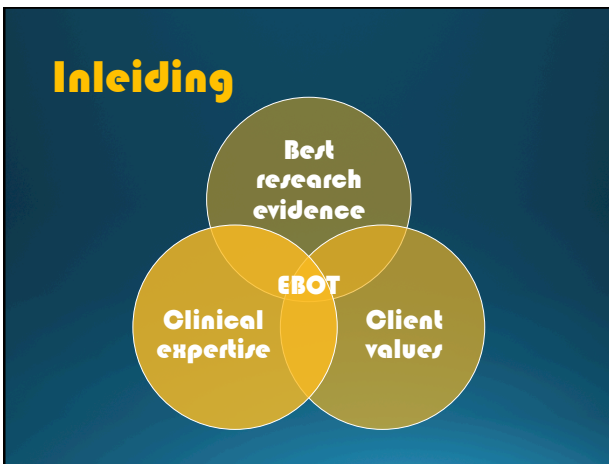 Inleiding
Best
research
evidence
EBOT
Clinical
expertise
Client
values